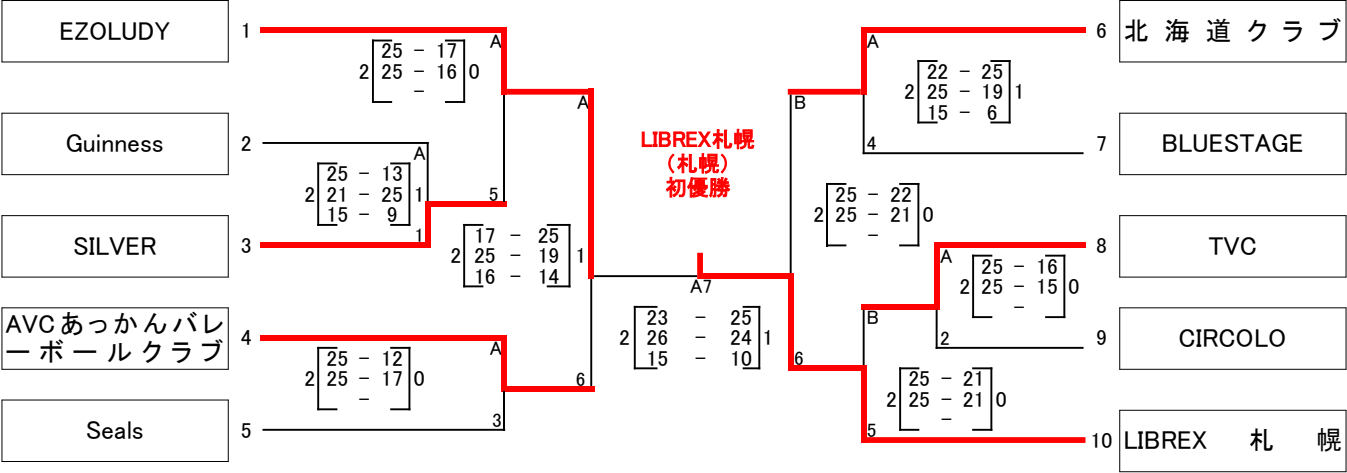 EZOLUDY 1
A
25 - 17
2 25 - 16 0
-
Guinness 2
A
25 - 13
2 21 - 25 1
15 - 9
1
SILVER 3
5
A
17 - 25
2 25 - 19 1
16 - 14
AVCあっかんバレ
ーボールクラブ 4
A
25 - 12
2 25 - 17 0
-
Seals 5
3
6
LIBREX札幌
(札幌)
初優勝
A7
23 - 25
2 26 - 24 1
15 - 10
6 北海道クラブ
A
22 - 25
2 25 - 19 1
15 - 6
B
4
7 BLUESTAGE
25 - 22
2 25 - 21 0
-
8 TVC
A
25 - 16
2 25 - 15 0
-
B
2
9 CIRCOLO
6
25 - 21
2 25 - 21 0
-
5
10 LIBREX 札 幌